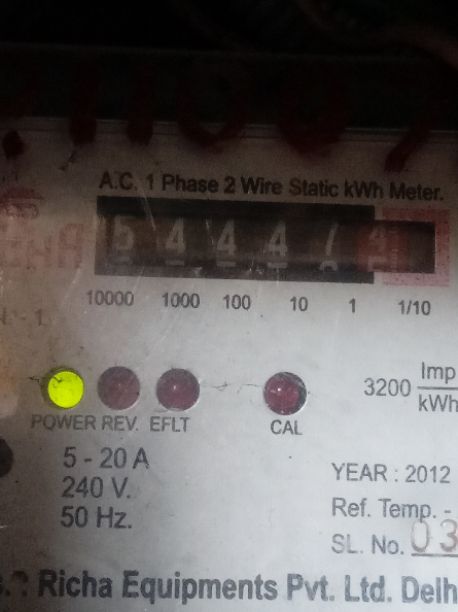 A.C. 1 Phase 2 Wire Static kWh Meter.
5 4 4 4 7
10000 1000 100 10 1 1/10
3200 Imp
kWh
POWER REV. EFLT CAL
5 - 20 A
240 V.
50 Hz.
YEAR : 2012
Ref. Temp. -
SL. No. 03
Richa Equipments Pvt. Ltd. Delh